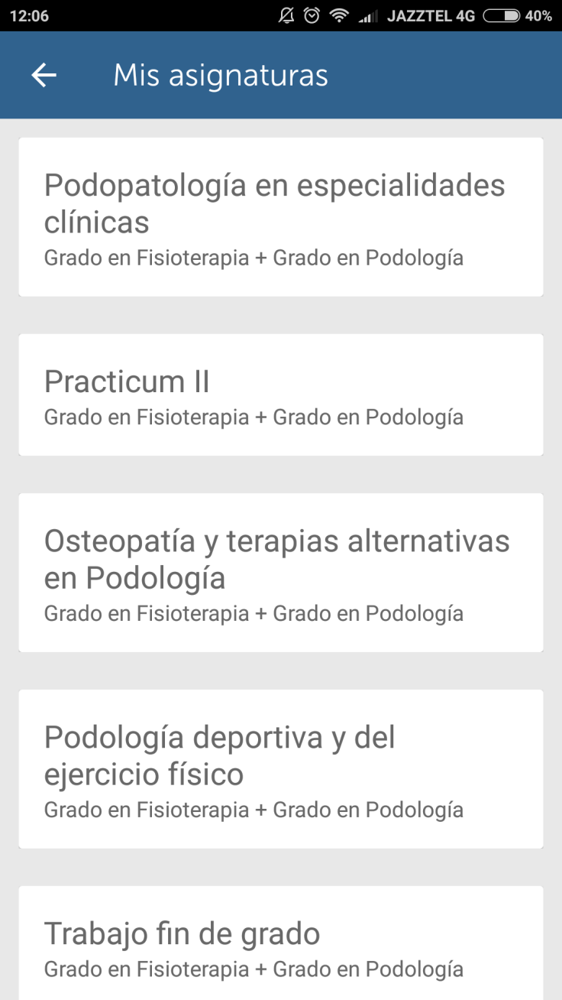 12:06 JAZZTEL 4G 40%
Mis asignaturas
Podopatología en especialidades
clínicas
Grado en Fisioterapia + Grado en Podología
Practicum II
Grado en Fisioterapia + Grado en Podología
Osteopatía y terapias alternativas
en Podología
Grado en Fisioterapia + Grado en Podología
Podología deportiva y del
ejercicio físico
Grado en Fisioterapia + Grado en Podología
Trabajo fin de grado
Grado en Fisioterapia + Grado en Podología